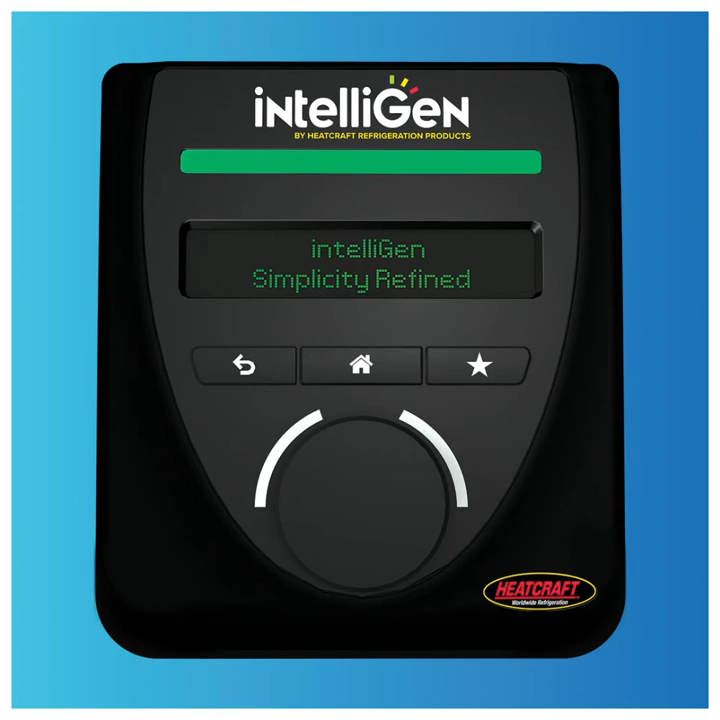 intelliGen
BY HEATCRAFT REFRIGERATION PRODUCTS
intelliGen
Simplicity Refined
HEATCRAFT
Worldwide Refrigeration